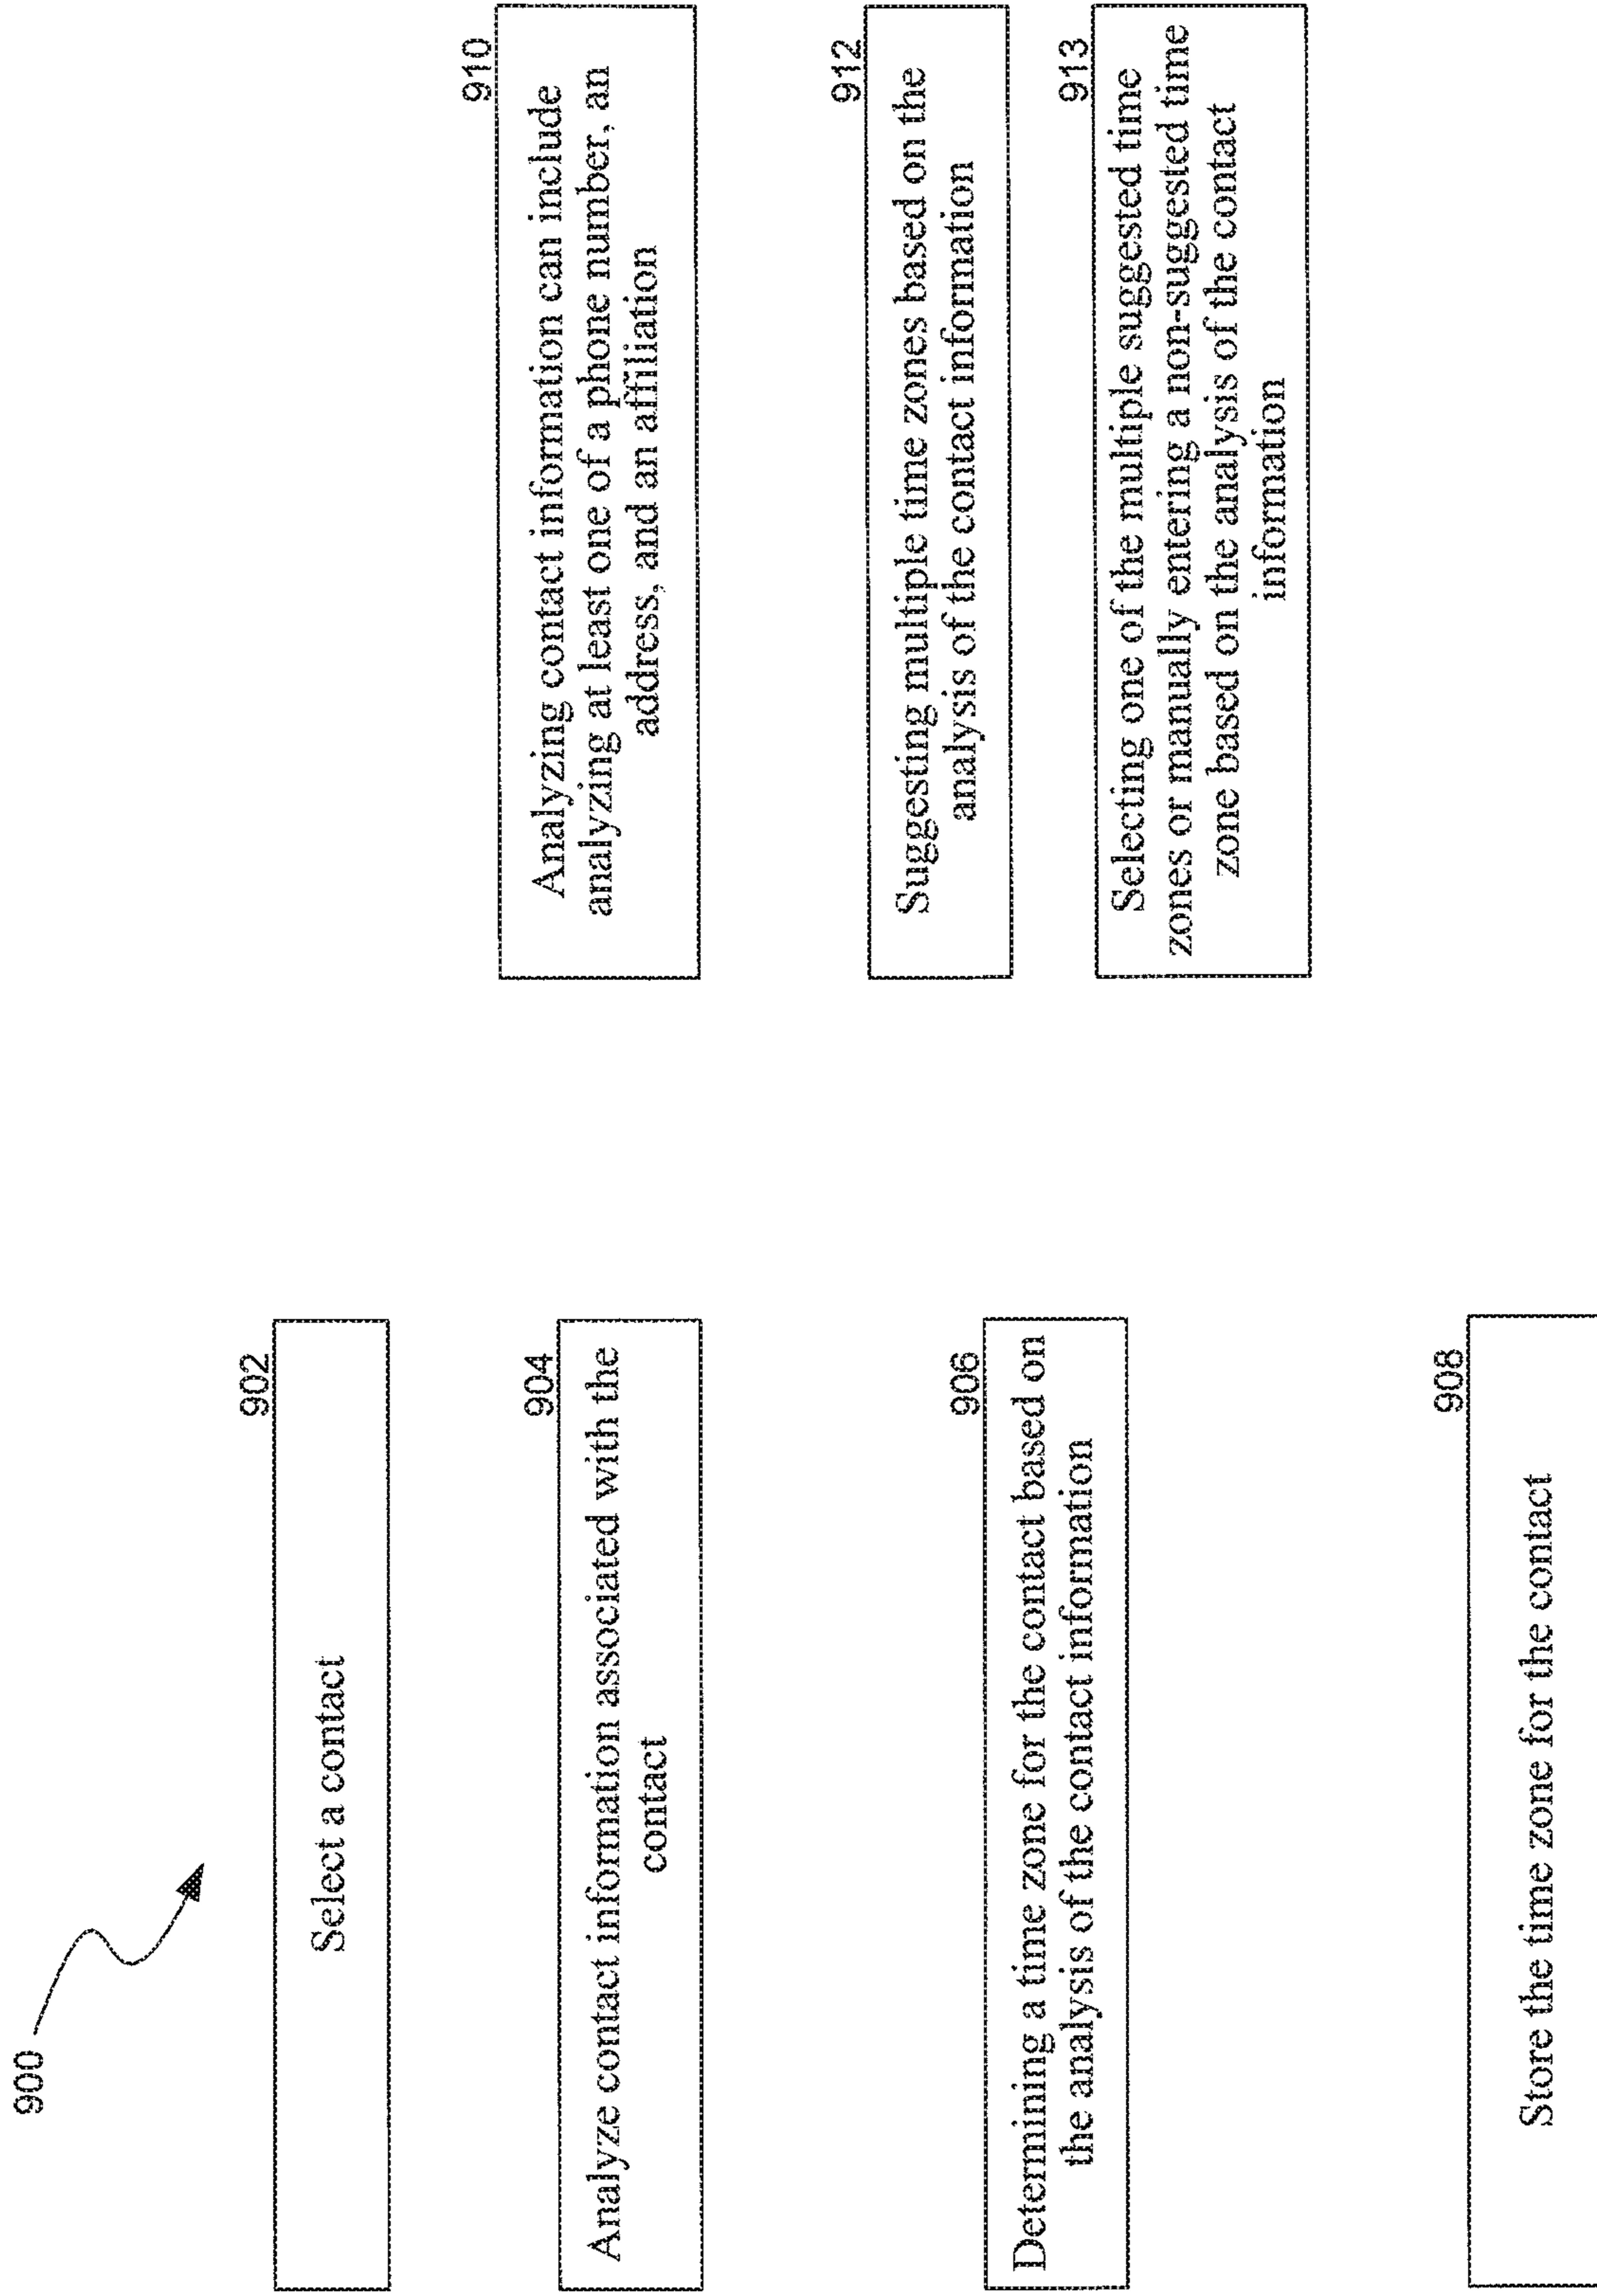 900
902
Select a contact
904
Analyze contact information associated with the
contact
906
Determining a time zone for the contact based on
the analysis of the contact information
908
Store the time zone for the contact
910
Analyzing contact information can include
analyzing at least one of a phone number, an
address, and an affiliation
912
Suggesting multiple time zones based on the
analysis of the contact information
913
Selecting one of the multiple suggested time
zones or manually entering a non-suggested time
zone based on the analysis of the contact
information